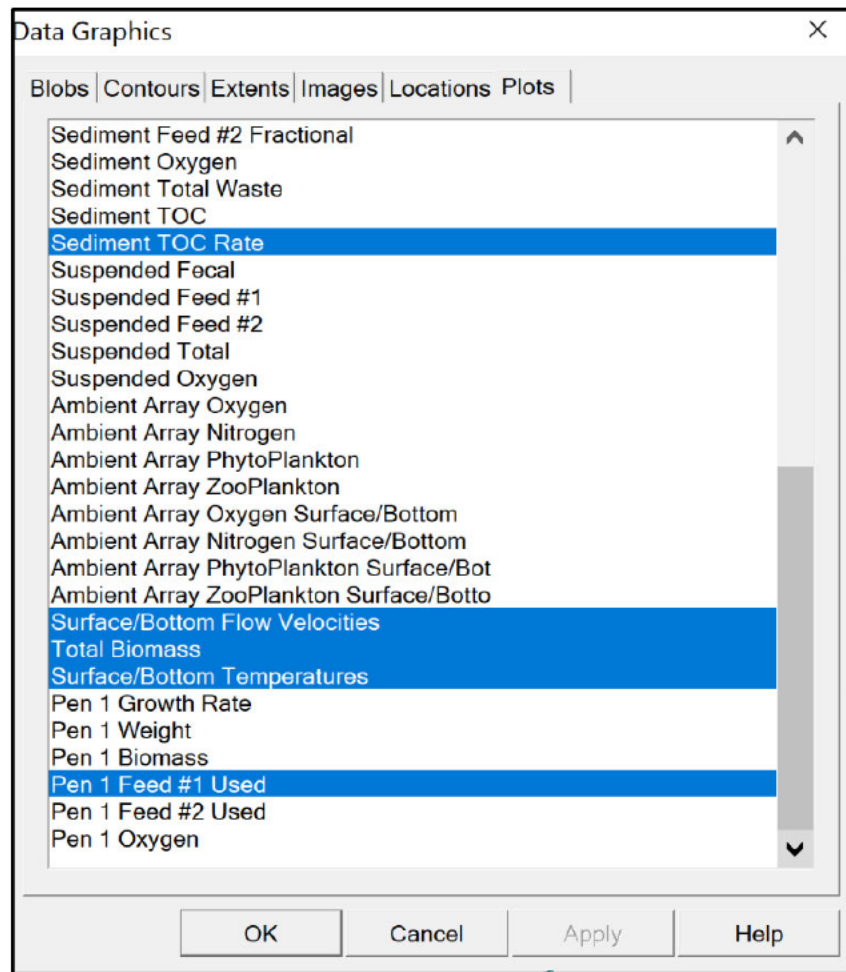 Data Graphics
Blobs Contours Extents Images Locations Plots
Sediment Feed #2 Fractional
Sediment Oxygen
Sediment Total Waste
Sediment TOC
Sediment TOC Rate
Suspended Fecal
Suspended Feed #1
Suspended Feed #2
Suspended Total
Suspended Oxygen
Ambient Array Oxygen
Ambient Array Nitrogen
Ambient Array PhytoPlankton
Ambient Array ZooPlankton
Ambient Array Oxygen Surface/Bottom
Ambient Array Nitrogen Surface/Bottom
Ambient Array PhytoPlankton Surface/Bot
Ambient Array ZooPlankton Surface/Botto
Surface/Bottom Flow Velocities
Total Biomass
Surface/Bottom Temperatures
Pen 1 Growth Rate
Pen 1 Weight
Pen 1 Biomass
Pen 1 Feed #1 Used
Pen 1 Feed #2 Used
Pen 1 Oxygen
OK Cancel Apply Help